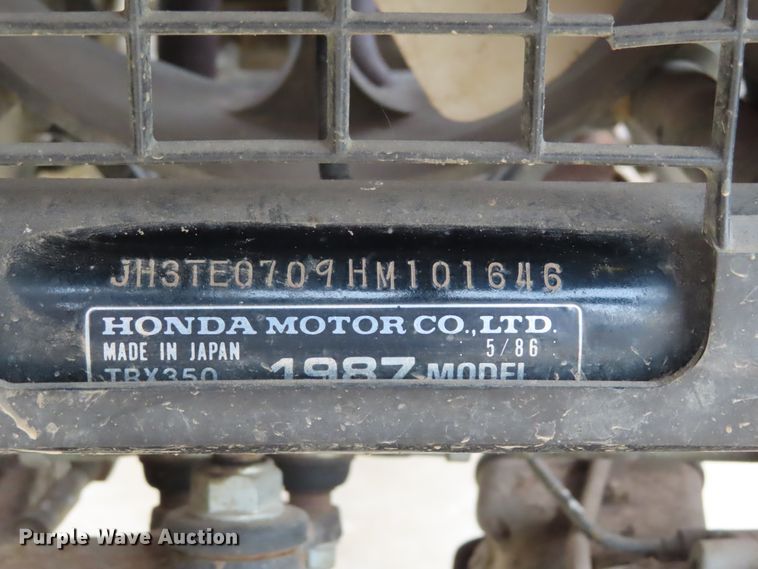 JH3TE0709HM101646
HONDA MOTOR CO., LTD.
MADE IN JAPAN 5/86
TRX350 1987 MODEL
Purple Wave Auction